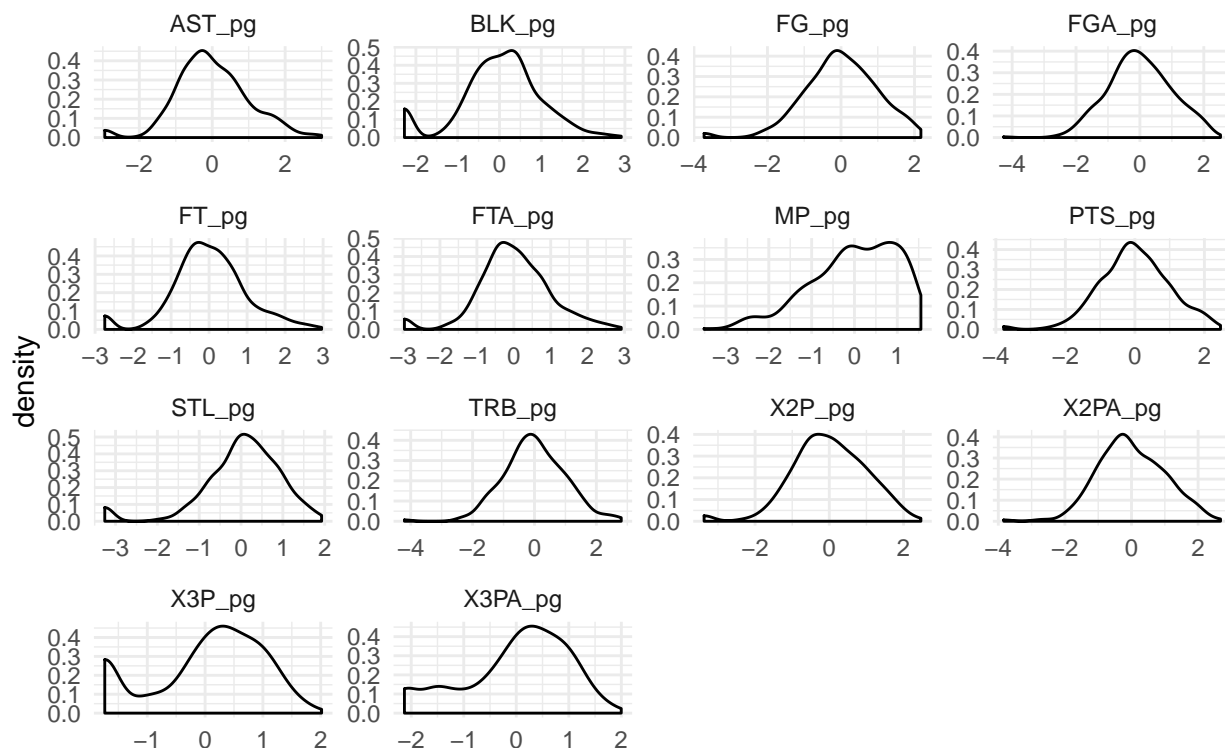 AST_pg BLK_pg FG_pg FGA_pg
0.4 0.3 0.2 0.1 0.0
0.5 0.4 0.3 0.2 0.1 0.0
0.4 0.3 0.2 0.1 0.0
0.4 0.3 0.2 0.1 0.0
−2 0 2
−2 −1 0 1 2 3
−4 −2 0 2
−4 −2 0 2
FT_pg FTA_pg MP_pg PTS_pg
0.4 0.3 0.2 0.1 0.0
0.5 0.4 0.3 0.2 0.1 0.0
0.3 0.2 0.1 0.0
0.4 0.3 0.2 0.1 0.0
−3 −2 −1 0 1 2 3
−3 −2 −1 0 1 2 3
−3 −2 −1 0 1
−4 −2 0 2
density
STL_pg TRB_pg X2P_pg X2PA_pg
0.5 0.4 0.3 0.2 0.1 0.0
0.4 0.3 0.2 0.1 0.0
0.4 0.3 0.2 0.1 0.0
0.4 0.3 0.2 0.1 0.0
−3 −2 −1 0 1 2
−4 −2 0 2
−2 0 2
−4 −2 0 2
X3P_pg X3PA_pg
0.4 0.3 0.2 0.1 0.0
0.4 0.3 0.2 0.1 0.0
−1 0 1 2
−2 −1 0 1 2